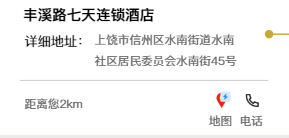 丰溪路七天连锁酒店
详细地址： 上饶市信州区水南街道水南
社区居民委员会水南街45号
距离您2km
地图 电话